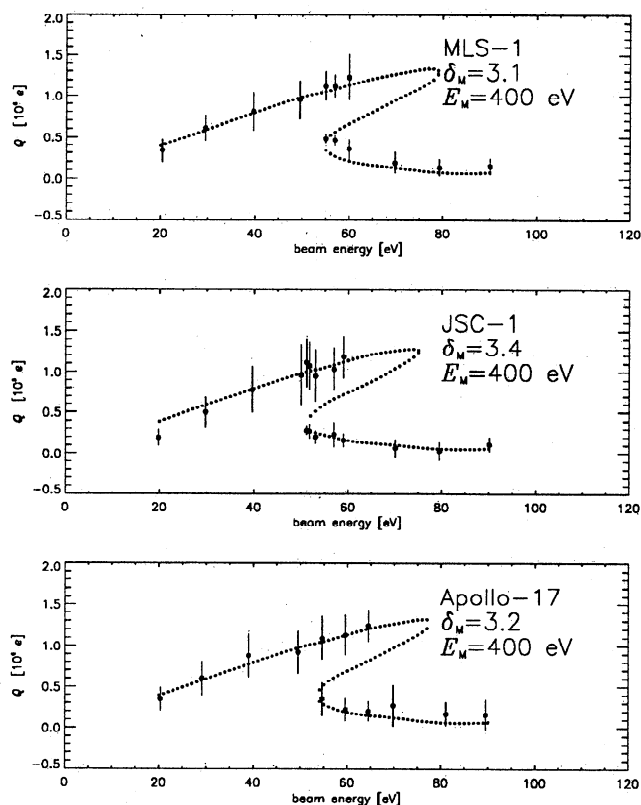 MLS-1
δM=3.1
EM=400 eV
2.0
1.5
1.0
0.5
0.0
-0.5
Q [10⁶ e]
0 20 40 60 80 100 120
beam energy [eV]
JSC-1
δM=3.4
EM=400 eV
2.0
1.5
1.0
0.5
0.0
-0.5
Q [10⁶ e]
0 20 40 60 80 100 120
beam energy [eV]
Apollo-17
δM=3.2
EM=400 eV
2.0
1.5
1.0
0.5
0.0
-0.5
Q [10⁶ e]
0 20 40 60 80 100 120
beam energy [eV]